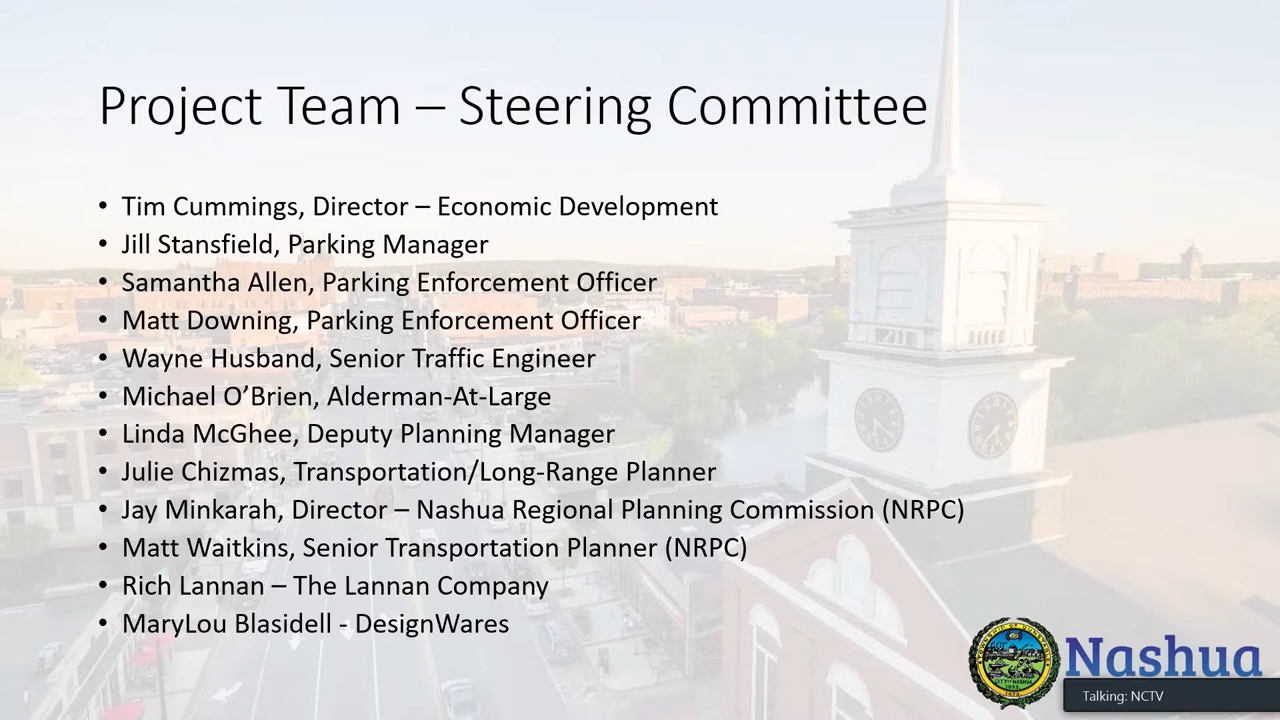 Project Team – Steering Committee
• Tim Cummings, Director – Economic Development
• Jill Stansfield, Parking Manager
• Samantha Allen, Parking Enforcement Officer
• Matt Downing, Parking Enforcement Officer
• Wayne Husband, Senior Traffic Engineer
• Michael O’Brien, Alderman-At-Large
• Linda McGhee, Deputy Planning Manager
• Julie Chizmas, Transportation/Long-Range Planner
• Jay Minkarah, Director – Nashua Regional Planning Commission (NRPC)
• Matt Waitkins, Senior Transportation Planner (NRPC)
• Rich Lannan – The Lannan Company
• MaryLou Blasidell - DesignWares
Nashua
Talking: NCTV